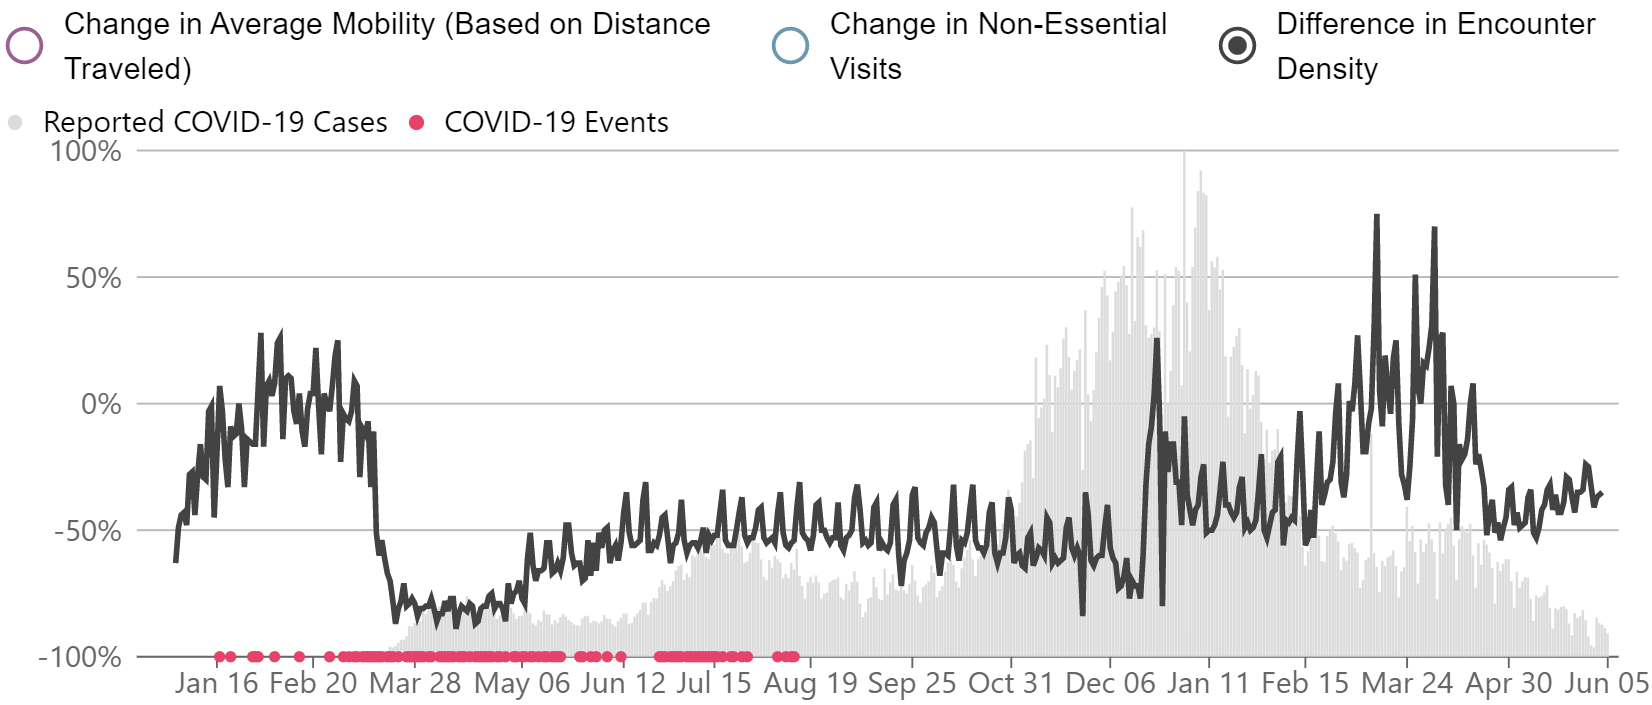 Change in Average Mobility (Based on Distance
Traveled)
Change in Non-Essential
Visits
Difference in Encounter
Density
Reported COVID-19 Cases
COVID-19 Events
100%
50%
0%
-50%
-100%
Jan 16
Feb 20
Mar 28
May 06
Jun 12
Jul 15
Aug 19
Sep 25
Oct 31
Dec 06
Jan 11
Feb 15
Mar 24
Apr 30
Jun 05